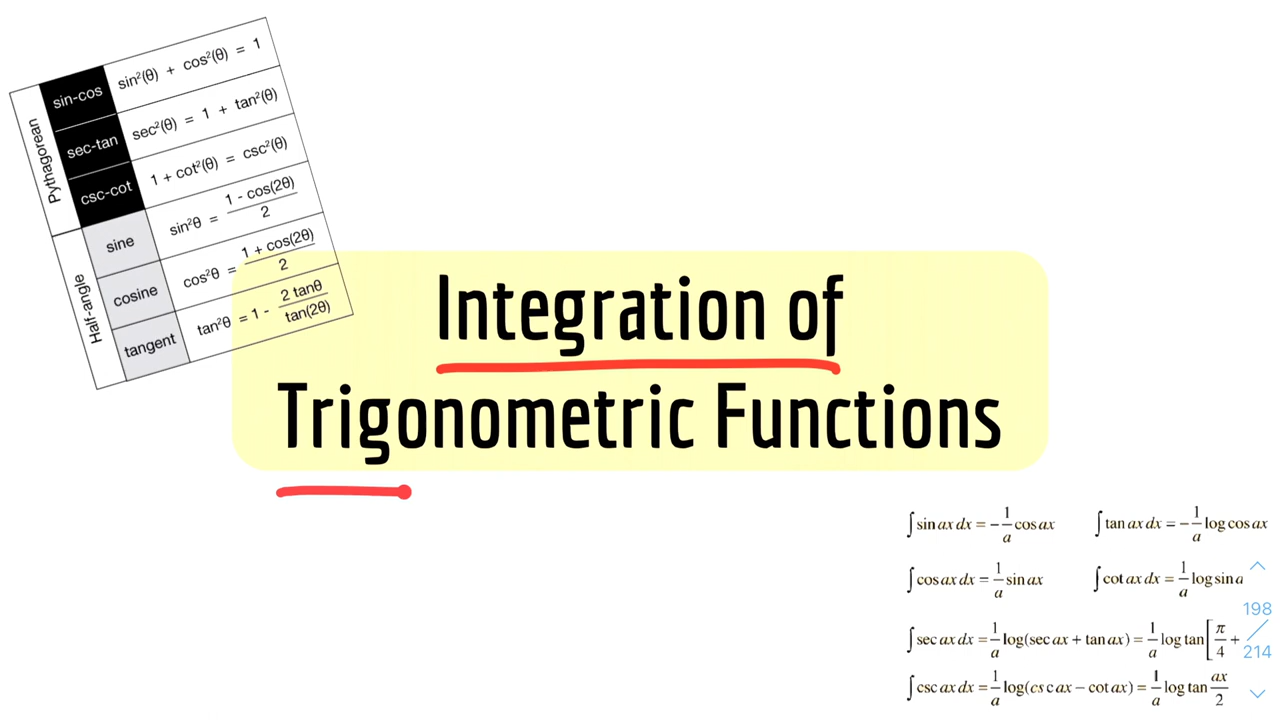 Pythagorean
sin-cos sin²(θ) + cos²(θ) = 1
sec-tan sec²(θ) = 1 + tan²(θ)
csc-cot 1 + cot²(θ) = csc²(θ)
Half-angle
sine sin²θ = (1 - cos(2θ))/2
cosine cos²θ = (1 + cos(2θ))/2
tangent tan²θ = 1 - (2 tanθ)/(tan(2θ))
Integration of
Trigonometric Functions
∫ sin ax dx = -1/a cos ax ∫ tan ax dx = -1/a log cos ax
∫ cos ax dx = 1/a sin ax ∫ cot ax dx = 1/a log sin a
∫ sec ax dx = 1/a log(sec ax + tan ax) = 1/a log tan[π/4 +
∫ csc ax dx = 1/a log(csc ax - cot ax) = 1/a log tan ax/2
198
/
214